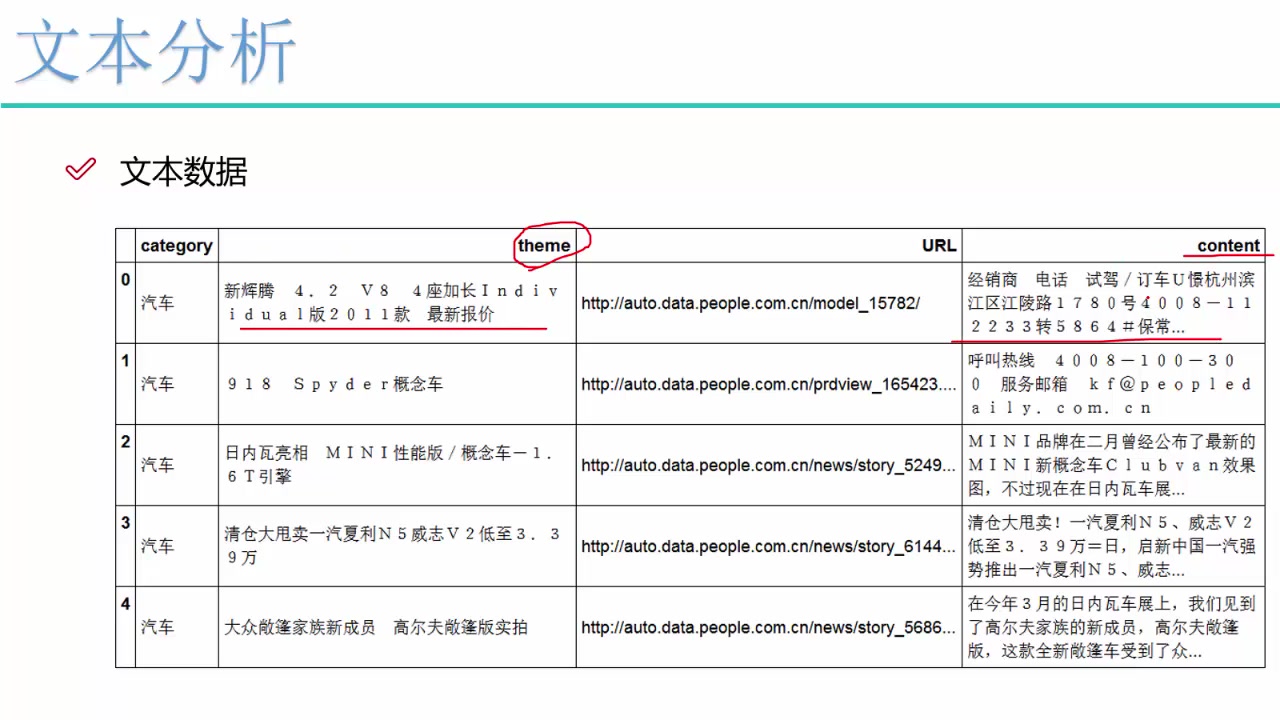 文本分析
文本数据
category theme URL content
0 汽车 新辉腾　４．２　Ｖ８　４座加长Ｉｎｄｉｖ
ｉｄｕａｌ版２０１１款　最新报价 http://auto.data.people.com.cn/model_15782/ 经销商　电话　试驾／订车Ｕ憬杭州滨
江区江陵路１７８０号４００８－１１
２２３３转５８６４＃保常...
1 汽车 ９１８　Ｓｐｙｄｅｒ概念车 http://auto.data.people.com.cn/prdview_165423.... 呼叫热线　４００８－１００－３０
０　服务邮箱　ｋｆ＠ｐｅｏｐｌｅｄ
ａｉｌｙ．ｃｏｍ．ｃｎ
2 汽车 日内瓦亮相　ＭＩＮＩ性能版／概念车－１．
６Ｔ引擎 http://auto.data.people.com.cn/news/story_5249... ＭＩＮＩ品牌在二月曾经公布了最新的
ＭＩＮＩ新概念车Ｃｌｕｂｖａｎ效果
图，不过现在在日内瓦车展...
3 汽车 清仓大甩卖一汽夏利Ｎ５威志Ｖ２低至３．３
９万 http://auto.data.people.com.cn/news/story_6144... 清仓大甩卖！一汽夏利Ｎ５、威志Ｖ２
低至３．３９万＝日，启新中国一汽强
势推出一汽夏利Ｎ５、威志...
4 汽车 大众敞篷家族新成员　高尔夫敞篷版实拍 http://auto.data.people.com.cn/news/story_5686... 在今年３月的日内瓦车展上，我们见到
了高尔夫家族的新成员，高尔夫敞篷
版，这款全新敞篷车受到了众...